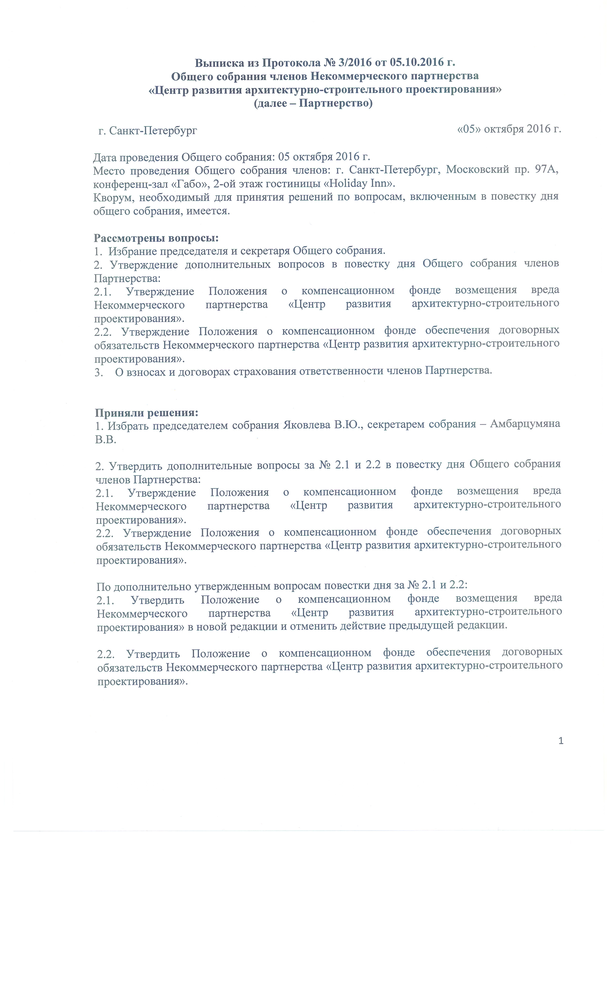 Выписка из Протокола № 3/2016 от 05.10.2016 г.
Общего собрания членов Некоммерческого партнерства
«Центр развития архитектурно-строительного проектирования»
(далее – Партнерство)
г. Санкт-Петербург «05» октября 2016 г.
Дата проведения Общего собрания: 05 октября 2016 г.
Место проведения Общего собрания членов: г. Санкт-Петербург, Московский пр. 97А,
конференц-зал «Габо», 2-ой этаж гостиницы «Holiday Inn».
Кворум, необходимый для принятия решений по вопросам, включенным в повестку дня
общего собрания, имеется.
Рассмотрены вопросы:
1. Избрание председателя и секретаря Общего собрания.
2. Утверждение дополнительных вопросов в повестку дня Общего собрания членов
Партнерства:
2.1. Утверждение Положения о компенсационном фонде возмещения вреда
Некоммерческого партнерства «Центр развития архитектурно-строительного
проектирования».
2.2. Утверждение Положения о компенсационном фонде обеспечения договорных
обязательств Некоммерческого партнерства «Центр развития архитектурно-строительного
проектирования».
3. О взносах и договорах страхования ответственности членов Партнерства.
Приняли решения:
1. Избрать председателем собрания Яковлева В.Ю., секретарем собрания – Амбарцумяна
В.В.
2. Утвердить дополнительные вопросы за № 2.1 и 2.2 в повестку дня Общего собрания
членов Партнерства:
2.1. Утверждение Положения о компенсационном фонде возмещения вреда
Некоммерческого партнерства «Центр развития архитектурно-строительного
проектирования».
2.2. Утверждение Положения о компенсационном фонде обеспечения договорных
обязательств Некоммерческого партнерства «Центр развития архитектурно-строительного
проектирования».
По дополнительно утвержденным вопросам повестки дня за № 2.1 и 2.2:
2.1. Утвердить Положение о компенсационном фонде возмещения вреда
Некоммерческого партнерства «Центр развития архитектурно-строительного
проектирования» в новой редакции и отменить действие предыдущей редакции.
2.2. Утвердить Положение о компенсационном фонде обеспечения договорных
обязательств Некоммерческого партнерства «Центр развития архитектурно-строительного
проектирования».
1